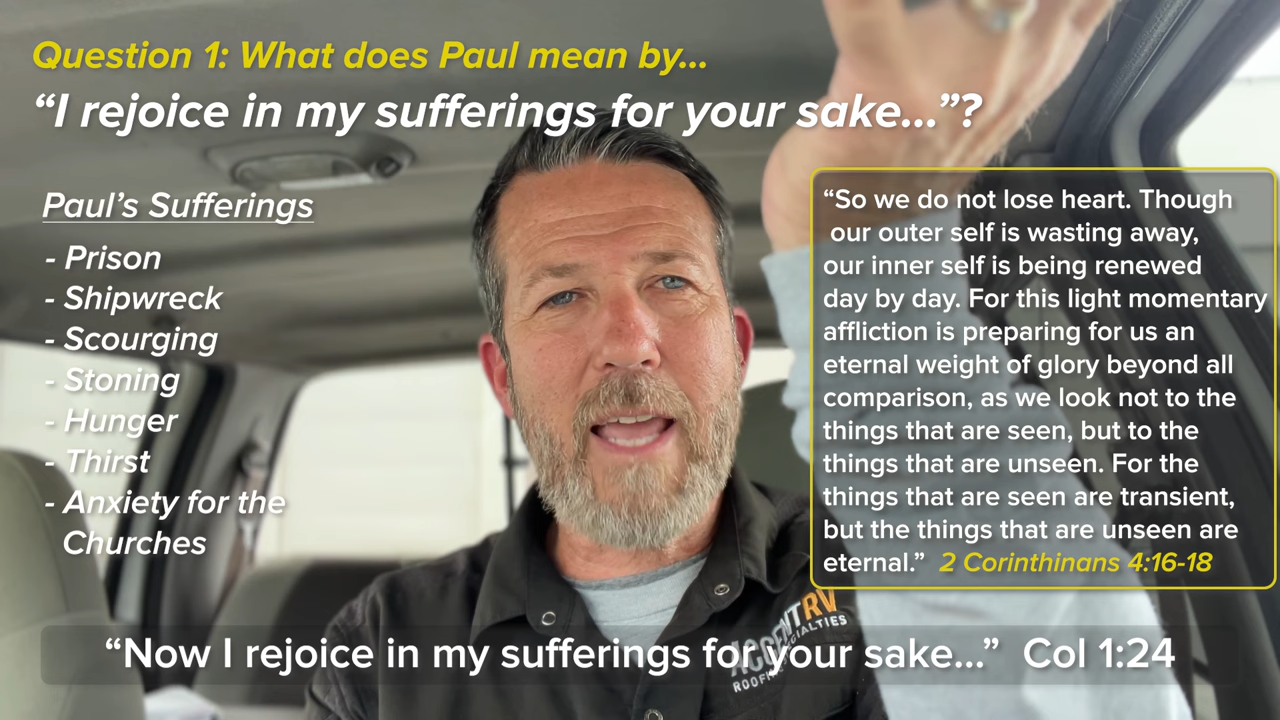 Question 1: What does Paul mean by...
“I rejoice in my sufferings for your sake...”?
Paul’s Sufferings
- Prison
- Shipwreck
- Scourging
- Stoning
- Hunger
- Thirst
- Anxiety for the
Churches
“So we do not lose heart. Though
our outer self is wasting away,
our inner self is being renewed
day by day. For this light momentary
affliction is preparing for us an
eternal weight of glory beyond all
comparison, as we look not to the
things that are seen, but to the
things that are unseen. For the
things that are seen are transient,
but the things that are unseen are
eternal.” 2 Corinthinans 4:16-18
RV
“Now I rejoice in my sufferings for your sake...” Col 1:24